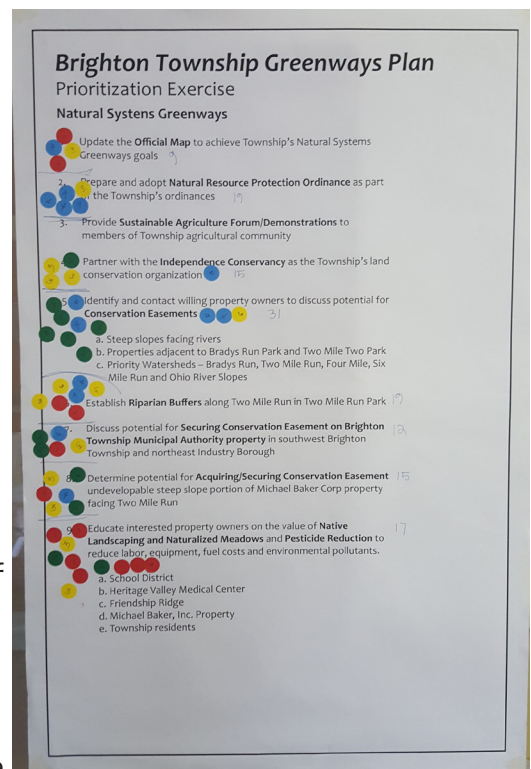 Brighton Township Greenways Plan
Prioritization Exercise
Natural Systens Greenways
Update the Official Map to achieve Township's Natural Systems
Greenways goals 9
2. Prepare and adopt Natural Resource Protection Ordinance as part
the Township's ordinances 19
3. Provide Sustainable Agriculture Forum/Demonstrations to
members of Township agricultural community
Partner with the Independence Conservancy as the Township's land
conservation organization 15
5. Identify and contact willing property owners to discuss potential for
Conservation Easements 31
a. Steep slopes facing rivers
b. Properties adjacent to Bradys Run Park and Two Mile Two Park
c. Priority Watersheds – Bradys Run, Two Mile Run, Four Mile, Six
Mile Run and Ohio River Slopes
Establish Riparian Buffers along Two Mile Run in Two Mile Run Park 19
7. Discuss potential for Securing Conservation Easement on Brighton 12
Township Municipal Authority property in southwest Brighton
Township and northeast Industry Borough
8. Determine potential for Acquiring/Securing Conservation Easement 15
undevelopable steep slope portion of Michael Baker Corp property
facing Two Mile Run
9. Educate interested property owners on the value of Native 17
Landscaping and Naturalized Meadows and Pesticide Reduction to
reduce labor, equipment, fuel costs and environmental pollutants.
a. School District
b. Heritage Valley Medical Center
c. Friendship Ridge
d. Michael Baker, Inc. Property
e. Township residents